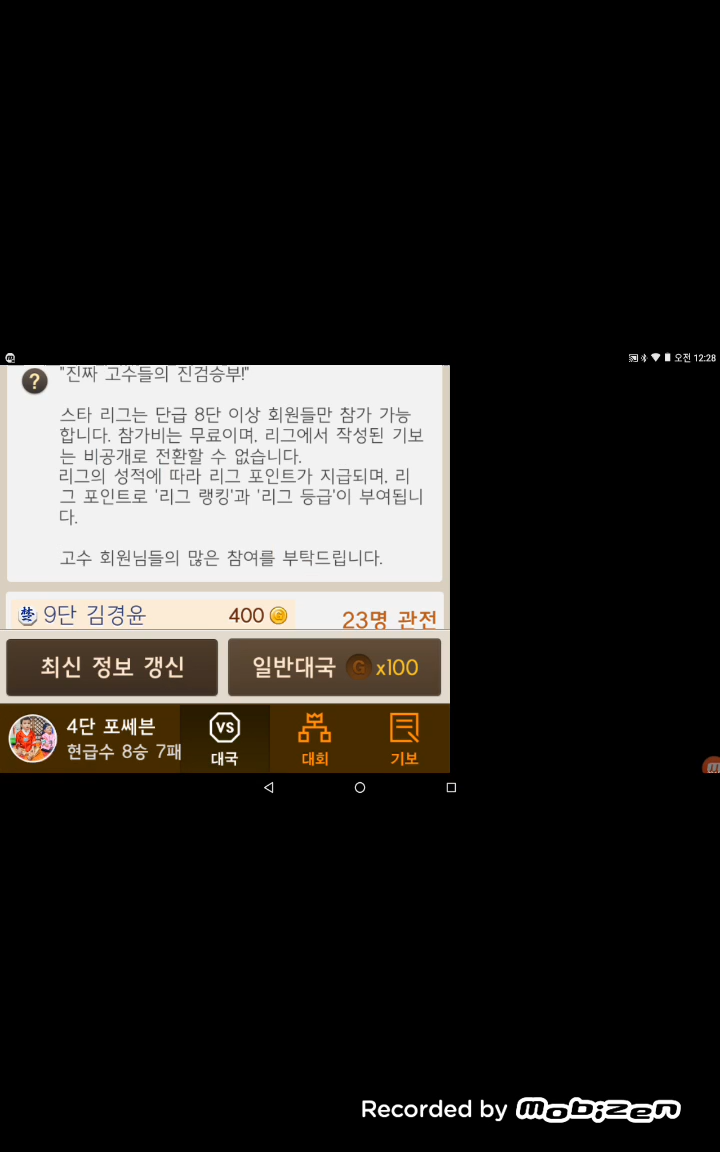 오전 12:28
?
"진짜 고수들의 진검승부!"
스타 리그는 단급 8단 이상 회원들만 참가 가능
합니다. 참가비는 무료이며, 리그에서 작성된 기보
는 비공개로 전환할 수 없습니다.
리그의 성적에 따라 리그 포인트가 지급되며, 리
그 포인트로 '리그 랭킹'과 '리그 등급'이 부여됩니
다.
고수 회원님들의 많은 참여를 부탁드립니다.
楚 9단 김경윤 400 G 23명 관전
최신 정보 갱신
일반대국 G x100
4단 포쎄븐
현급수 8승 7패
VS
대국
대회
기보
Recorded by mobizen